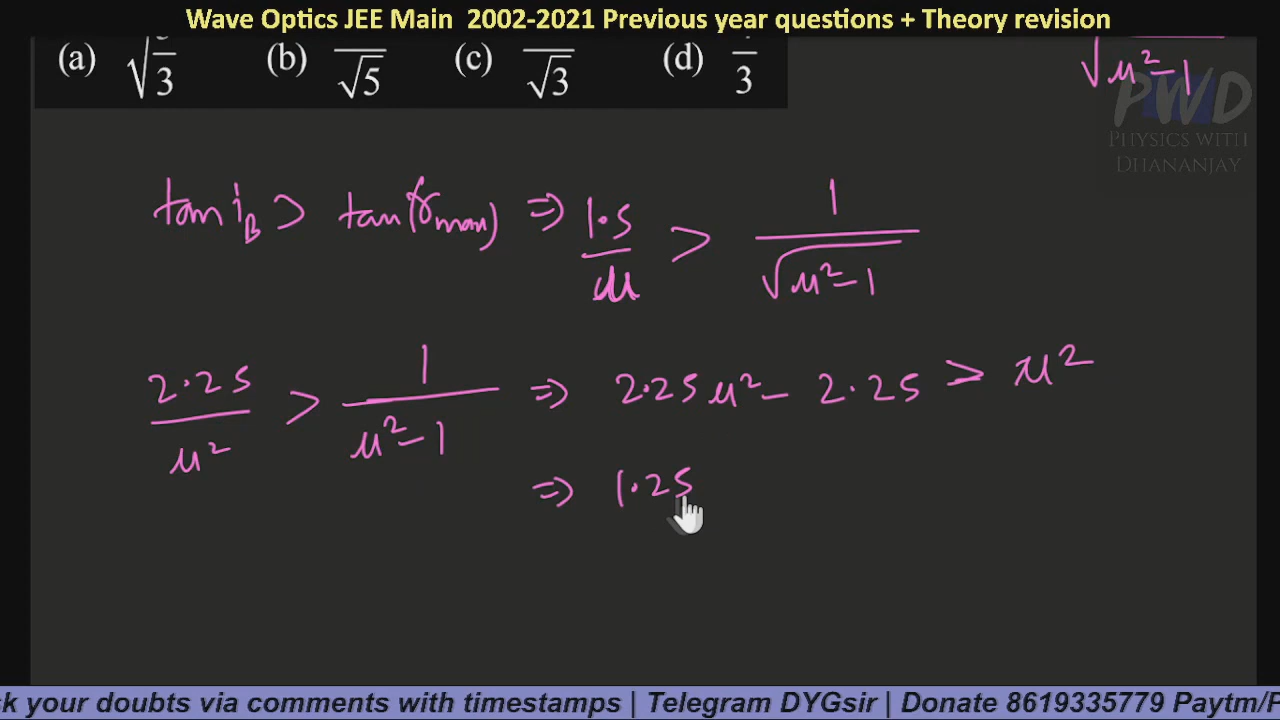 Wave Optics JEE Main 2002-2021 Previous year questions + Theory revision
(a) √ /3 (b) /√5 (c) /√3 (d) /3
√μ²-1
PWD
PHYSICS WITH
DHANANJAY
tan i_B > tan(r_max) ⇒ 1.5/μ > 1/√μ²-1
2.25/μ² > 1/μ²-1 ⇒ 2.25μ² - 2.25 > μ²
⇒ 1.25
k your doubts via comments with timestamps | Telegram DYGsir | Donate 8619335779 Paytm/